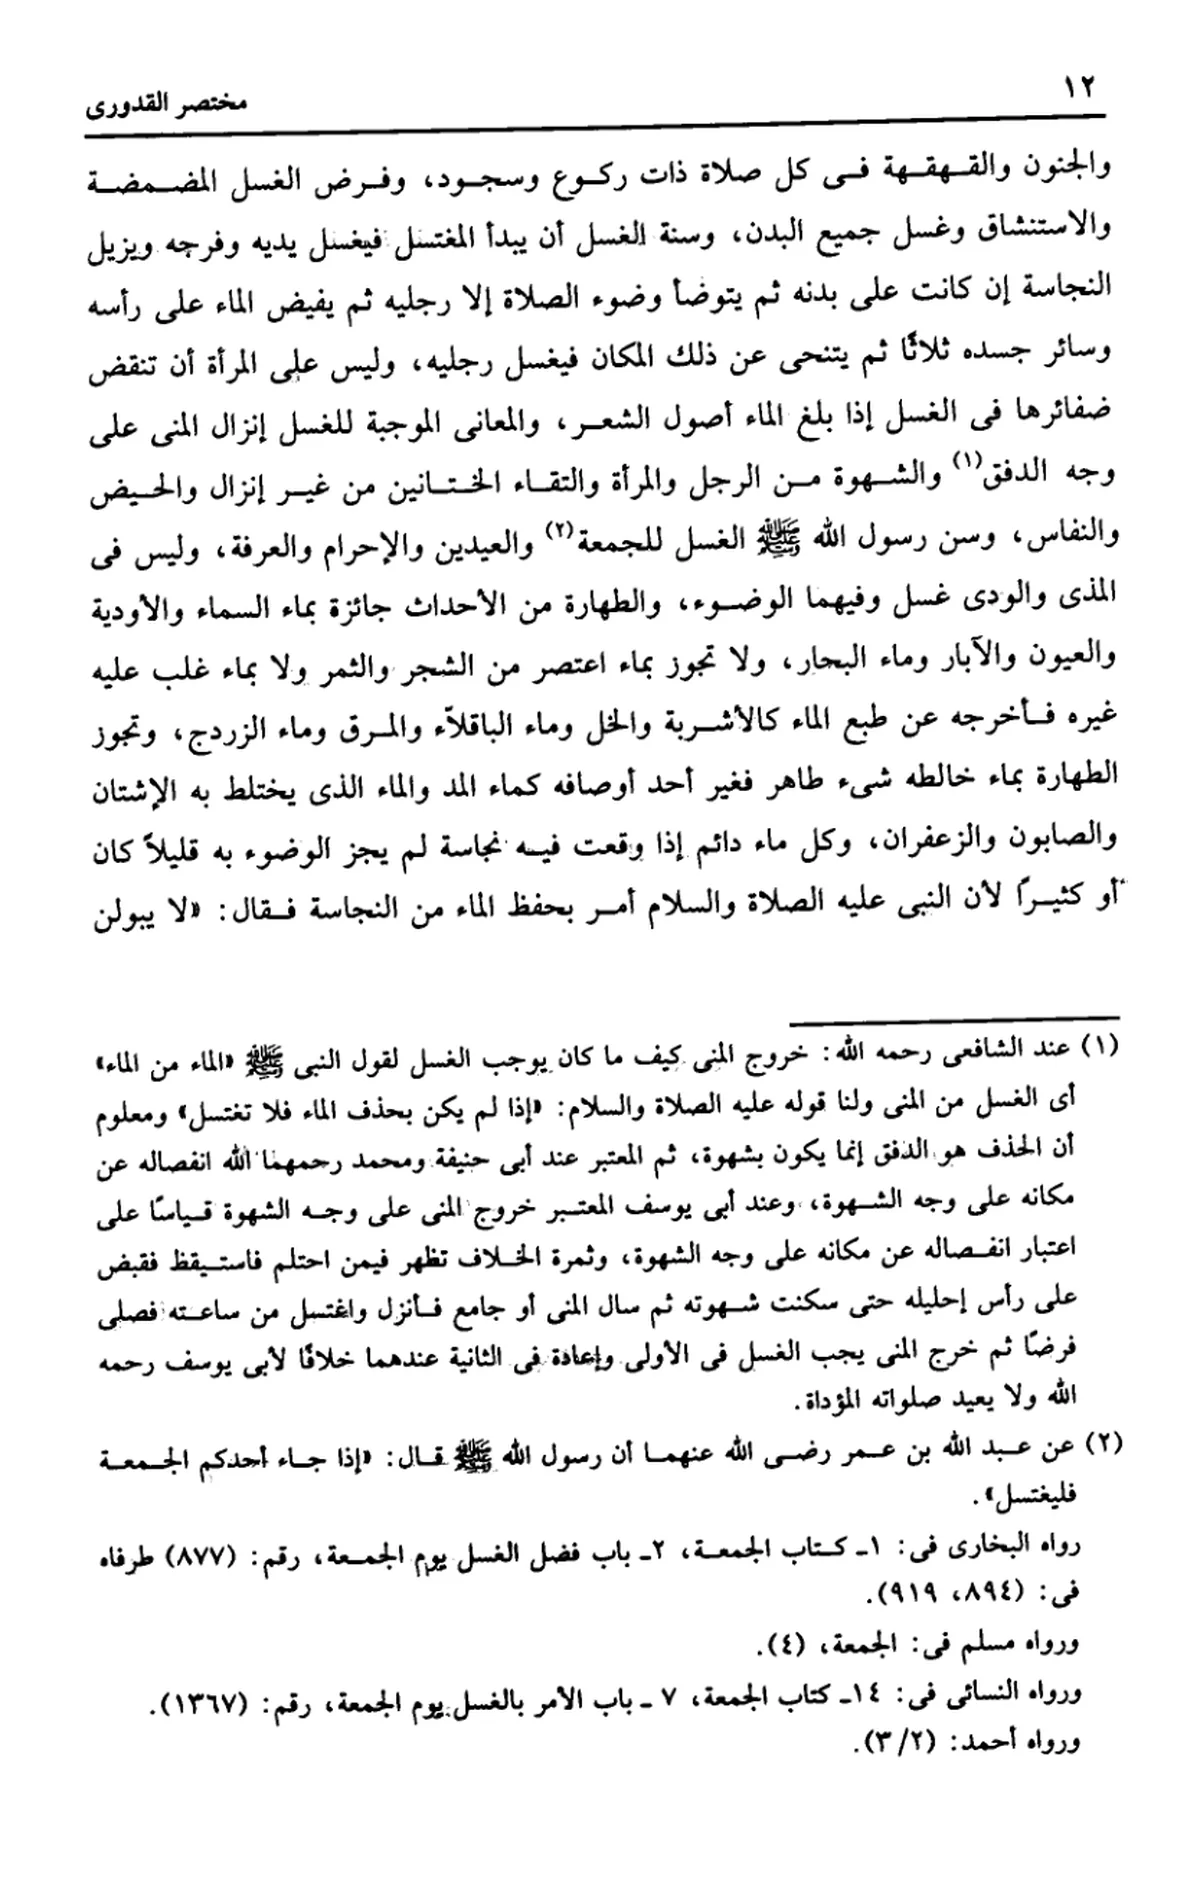 ١٢
مختصر القدورى
والجنون والقهقهة فى كل صلاة ذات ركوع وسجود، وفرض الغسل المضمضة
والاستنشاق وغسل جميع البدن، وسنة الغسل أن يبدأ المغتسل فيغسل يديه وفرجه ويزيل
النجاسة إن كانت على بدنه ثم يتوضأ وضوء الصلاة إلا رجليه ثم يفيض الماء على رأسه
وسائر جسده ثلاثًا ثم يتنحى عن ذلك المكان فيغسل رجليه، وليس على المرأة أن تنقض
ضفائرها فى الغسل إذا بلغ الماء أصول الشعر، والمعانى الموجبة للغسل إنزال المنى على
وجه الدفق(١) والشهوة من الرجل والمرأة والتقاء الختانين من غير إنزال والحيض
والنفاس، وسن رسول الله ﷺ الغسل للجمعة(٢) والعيدين والإحرام والعرفة، وليس فى
المذى والودى غسل وفيهما الوضوء، والطهارة من الأحداث جائزة بماء السماء والأودية
والعيون والآبار وماء البحار، ولا تجوز بماء اعتصر من الشجر والثمر ولا بماء غلب عليه
غيره فأخرجه عن طبع الماء كالأشربة والخل وماء الباقلاّء والمرق وماء الزردج، وتجوز
الطهارة بماء خالطه شىء طاهر فغير أحد أوصافه كماء المد والماء الذى يختلط به الإشتان
والصابون والزعفران، وكل ماء دائم إذا وقعت فيه نجاسة لم يجز الوضوء به قليلاً كان
أو كثيرًا لأن النبى عليه الصلاة والسلام أمر بحفظ الماء من النجاسة فقال: «لا يبولن
(١) عند الشافعى رحمه الله: خروج المنى كيف ما كان يوجب الغسل لقول النبى ﷺ «الماء من الماء»
أى الغسل من المنى ولنا قوله عليه الصلاة والسلام: «إذا لم يكن بحذف الماء فلا تغتسل» ومعلوم
أن الحذف هو الدفق إنما يكون بشهوة، ثم المعتبر عند أبى حنيفة ومحمد رحمهما الله انفصاله عن
مكانه على وجه الشهوة، وعند أبى يوسف المعتبر خروج المنى على وجه الشهوة قياسًا على
اعتبار انفصاله عن مكانه على وجه الشهوة، وثمرة الخلاف تظهر فيمن احتلم فاستيقظ فقبض
على رأس إحليله حتى سكنت شهوته ثم سال المنى أو جامع فأنزل واغتسل من ساعته فصلى
فرضًا ثم خرج المنى يجب الغسل فى الأولى وإعادة فى الثانية عندهما خلافًا لأبى يوسف رحمه
الله ولا يعيد صلواته المؤداة.
(٢) عن عبد الله بن عمر رضى الله عنهما أن رسول الله ﷺ قال: «إذا جاء أحدكم الجمعة
فليغتسل».
رواه البخارى فى: ١ـ كتاب الجمعة، ٢ـ باب فضل الغسل يوم الجمعة، رقم: (٨٧٧) طرفاه
فى: (٨٩٤، ٩١٩).
ورواه مسلم فى: الجمعة، (٤).
ورواه النسائى فى: ١٤ـ كتاب الجمعة، ٧ ـ باب الأمر بالغسل يوم الجمعة، رقم: (١٣٦٧).
ورواه أحمد: (٣/٢).